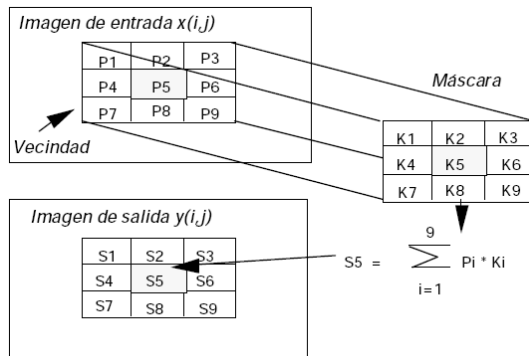 Imagen de entrada x(i,j)
P1 P2 P3
P4 P5 P6
P7 P8 P9
Vecindad
Máscara
K1 K2 K3
K4 K5 K6
K7 K8 K9
Imagen de salida y(i,j)
S1 S2 S3
S4 S5 S6
S7 S8 S9
9
S5 = ∑ Pi * Ki
i=1